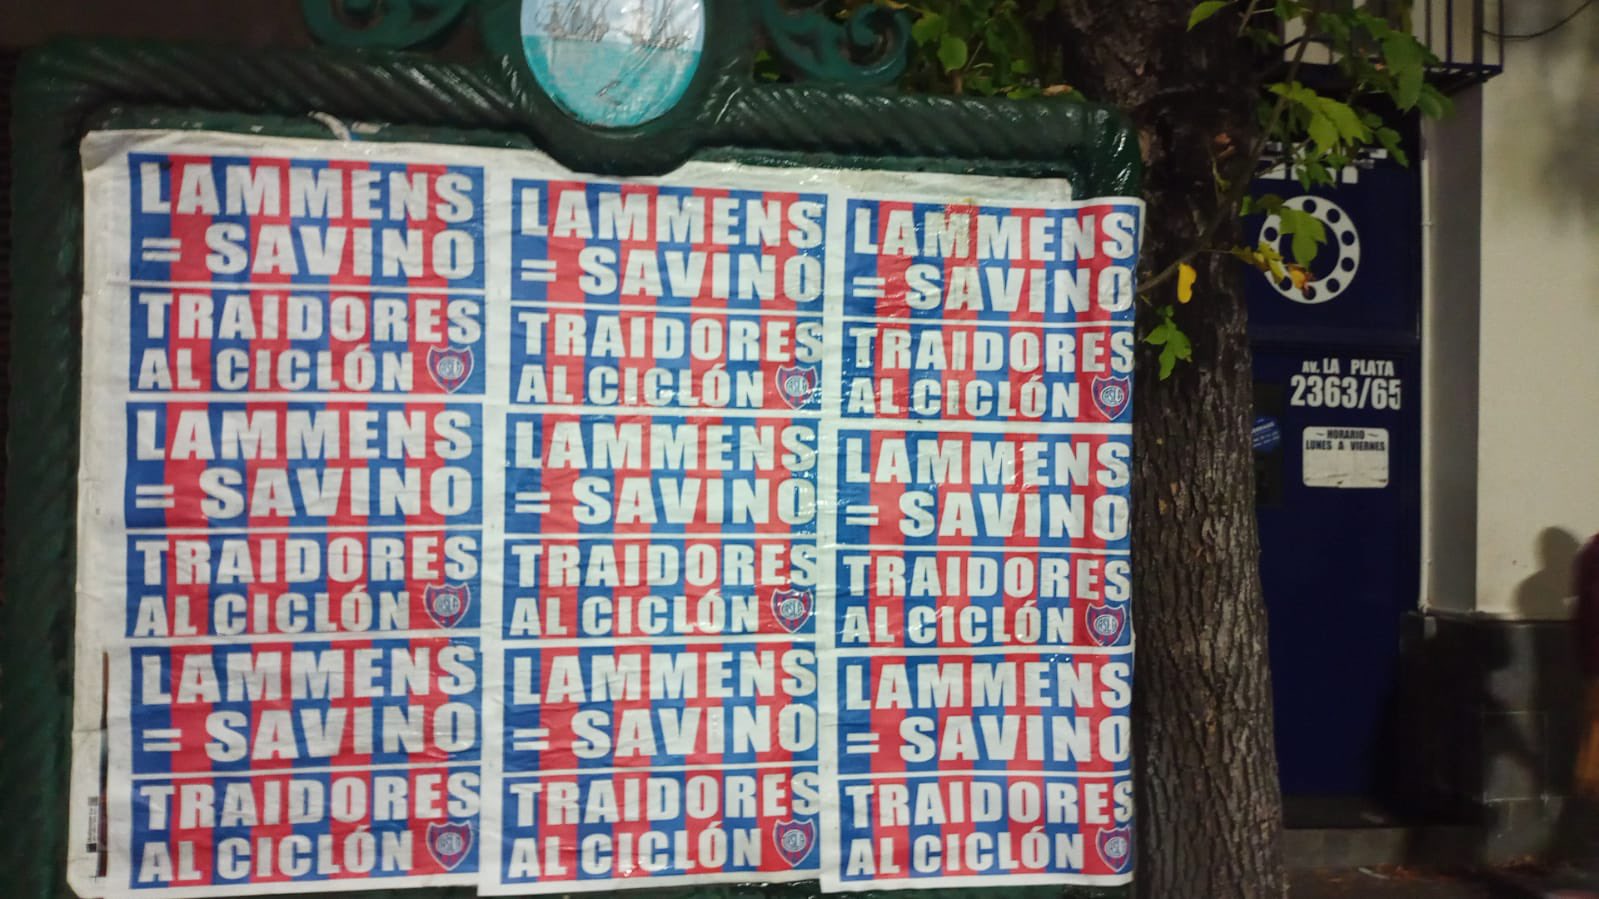 LAMMENS
= SAVINO
TRAIDORES
AL CICLÓN
LAMMENS
= SAVINO
TRAIDORES
AL CICLÓN
LAMMENS
= SAVINO
TRAIDORES
AL CICLÓN
LAMMENS
= SAVINO
TRAIDORES
AL CICLÓN
LAMMENS
= SAVINO
TRAIDORES
AL CICLÓN
LAMMENS
= SAVINO
TRAIDORES
AL CICLÓN
LAMMENS
= SAVINO
TRAIDORES
AL CICLÓN
LAMMENS
= SAVINO
TRAIDORES
AL CICLÓN
LAMMENS
= SAVINO
TRAIDORES
AL CICLÓN
AV. LA PLATA
2363/65
HORARIO
LUNES A VIERNES